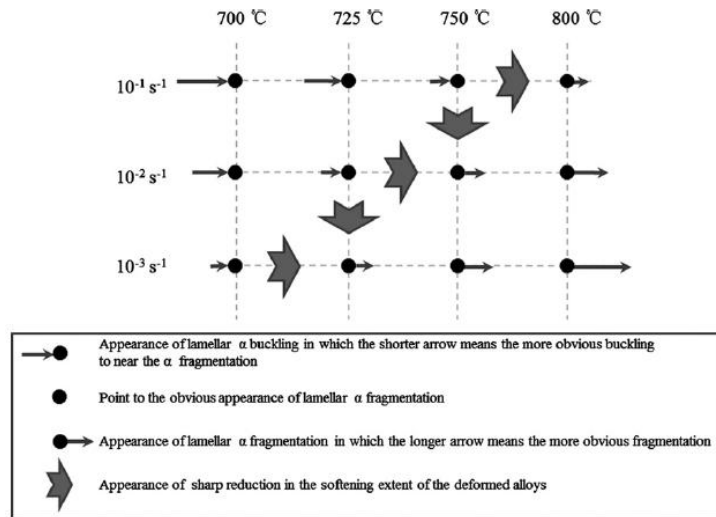 700 ℃ 725 ℃ 750 ℃ 800 ℃
10⁻¹ s⁻¹
10⁻² s⁻¹
10⁻³ s⁻¹
Appearance of lamellar α buckling in which the shorter arrow means the more obvious buckling
to near the α fragmentation
Point to the obvious appearance of lamellar α fragmentation
Appearance of lamellar α fragmentation in which the longer arrow means the more obvious fragmentation
Appearance of sharp reduction in the softening extent of the deformed alloys